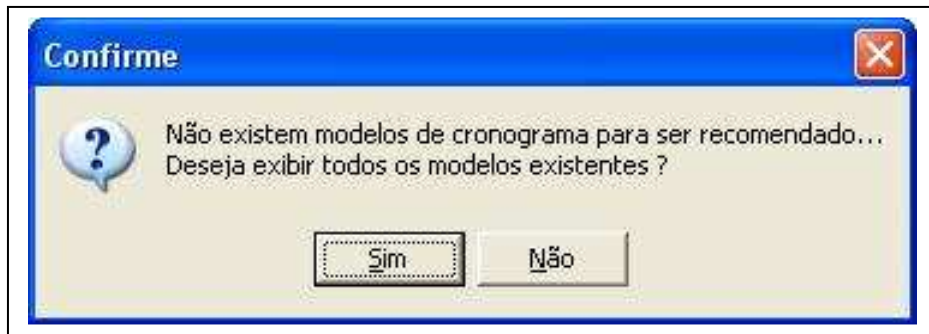 Confirme
Não existem modelos de cronograma para ser recomendado...
Deseja exibir todos os modelos existentes ?
Sim
Não